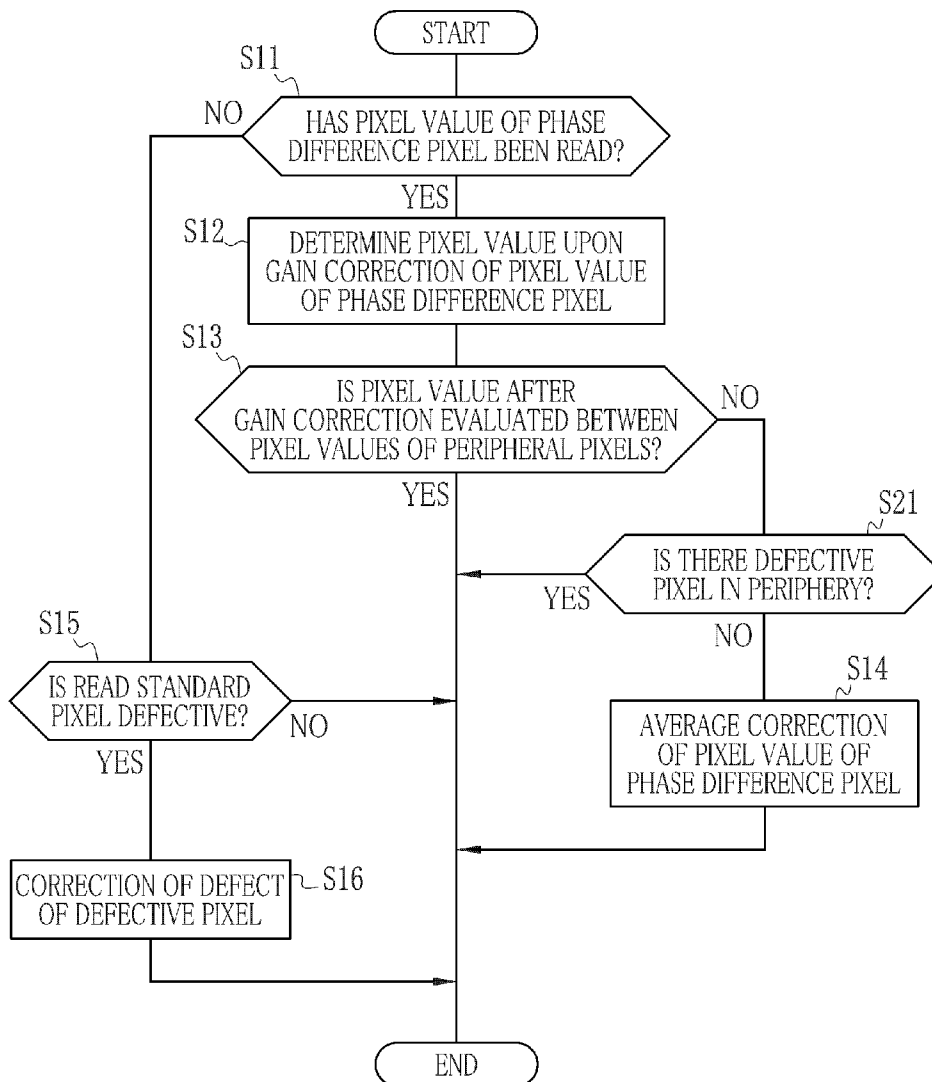 START
S11
NO
HAS PIXEL VALUE OF PHASE
DIFFERENCE PIXEL BEEN READ?
YES
S12
DETERMINE PIXEL VALUE UPON
GAIN CORRECTION OF PIXEL VALUE
OF PHASE DIFFERENCE PIXEL
S13
IS PIXEL VALUE AFTER
GAIN CORRECTION EVALUATED BETWEEN
PIXEL VALUES OF PERIPHERAL PIXELS?
NO
YES
S21
IS THERE DEFECTIVE
PIXEL IN PERIPHERY?
YES
NO
S15
IS READ STANDARD
PIXEL DEFECTIVE?
NO
YES
S14
AVERAGE CORRECTION
OF PIXEL VALUE OF
PHASE DIFFERENCE PIXEL
S16
CORRECTION OF DEFECT
OF DEFECTIVE PIXEL
END